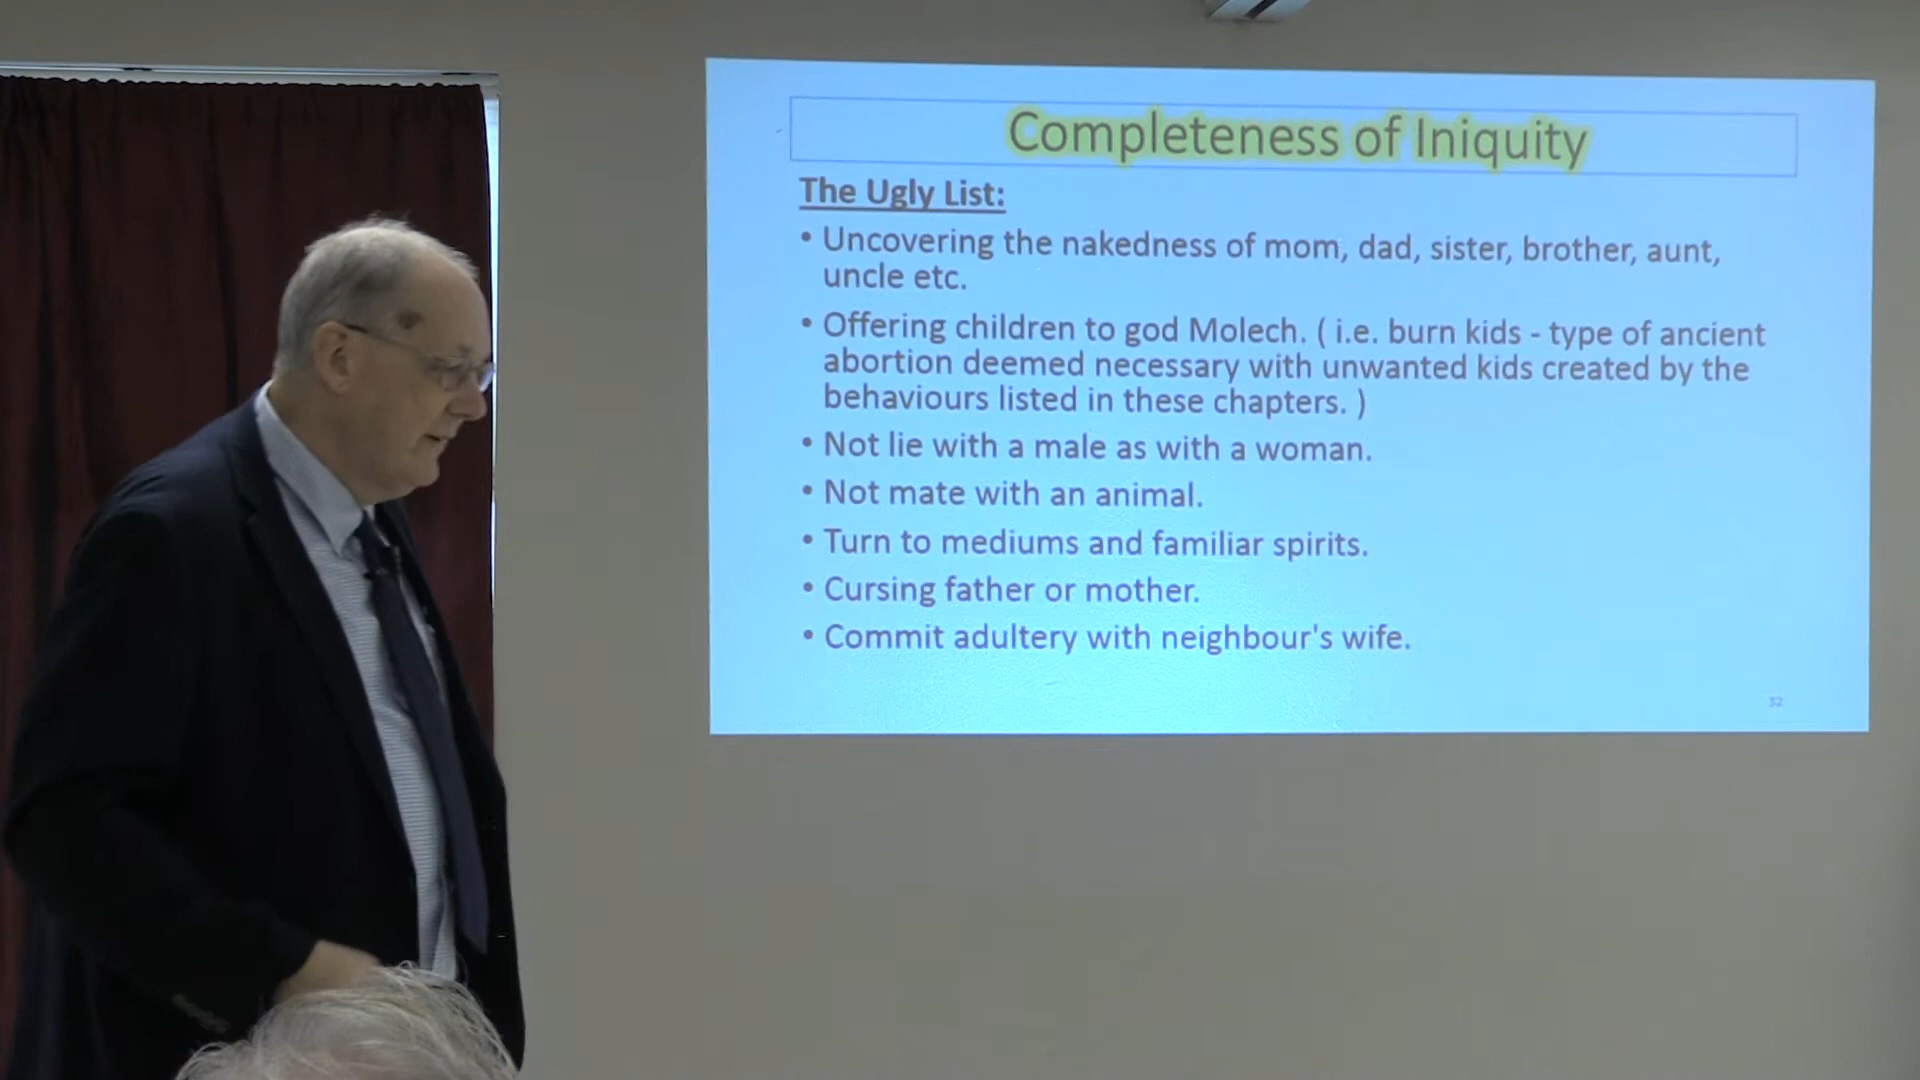 Completeness of Iniquity
The Ugly List:
• Uncovering the nakedness of mom, dad, sister, brother, aunt,
uncle etc.
• Offering children to god Molech. ( i.e. burn kids - type of ancient
abortion deemed necessary with unwanted kids created by the
behaviours listed in these chapters. )
• Not lie with a male as with a woman.
• Not mate with an animal.
• Turn to mediums and familiar spirits.
• Cursing father or mother.
• Commit adultery with neighbour's wife.
32